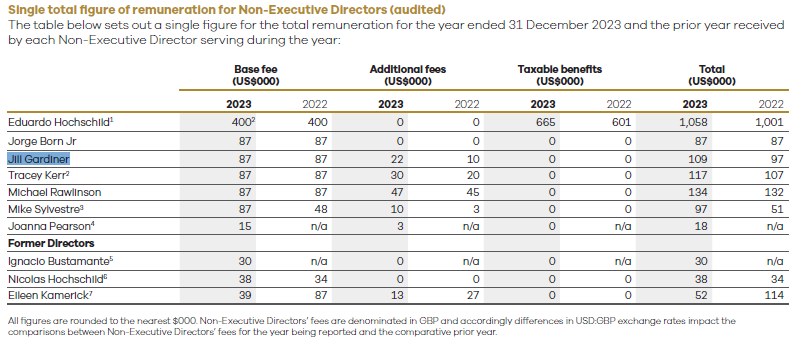 Single total figure of remuneration for Non-Executive Directors (audited)
The table below sets out a single figure for the total remuneration for the year ended 31 December 2023 and the prior year received
by each Non-Executive Director serving during the year:
Base fee Additional fees Taxable benefits Total
(US$000) (US$000) (US$000) (US$000)
2023 2022 2023 2022 2023 2022 2023 2022
Eduardo Hochschild¹ 400² 400 0 0 665 601 1,058 1,001
Jorge Born Jr 87 87 0 0 0 0 87 87
Jill Gardiner 87 87 22 10 0 0 109 97
Tracey Kerr² 87 87 30 20 0 0 117 107
Michael Rawlinson 87 87 47 45 0 0 134 132
Mike Sylvestre³ 87 48 10 3 0 0 97 51
Joanna Pearson⁴ 15 n/a 3 n/a 0 n/a 18 n/a
Former Directors
Ignacio Bustamante⁵ 30 n/a 0 n/a 0 n/a 30 n/a
Nicolas Hochschild⁶ 38 34 0 0 0 0 38 34
Eileen Kamerick⁷ 39 87 13 27 0 0 52 114
All figures are rounded to the nearest $000. Non-Executive Directors' fees are denominated in GBP and accordingly differences in USD:GBP exchange rates impact the
comparisons between Non-Executive Directors' fees for the year being reported and the comparative prior year.